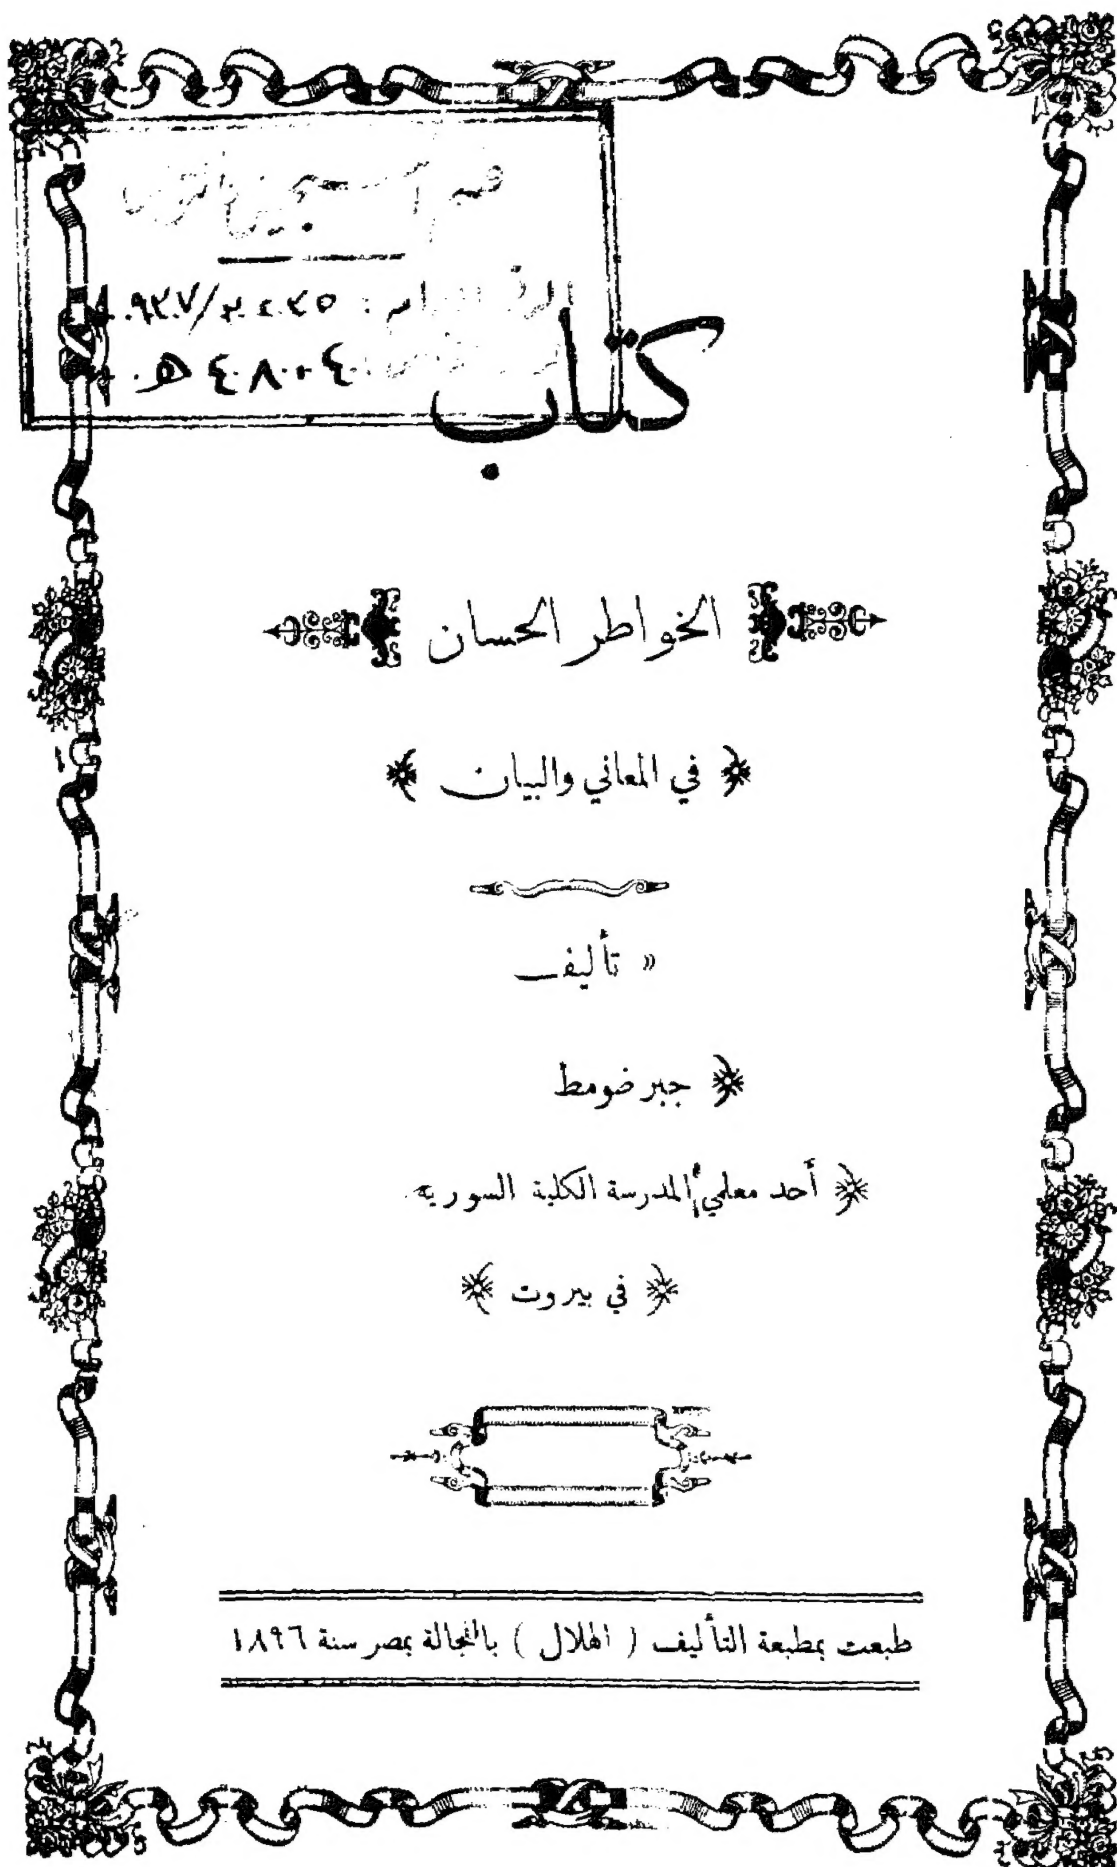 كتاب
الخواطر الحسان
في المعاني والبيان
« تأليف
جبر ضومط
أحد معلمي المدرسة الكلية السورية
في بيروت
طبعت بمطبعة التأليف ( الهلال ) بالفجالة بمصر سنة ١٨٩٦